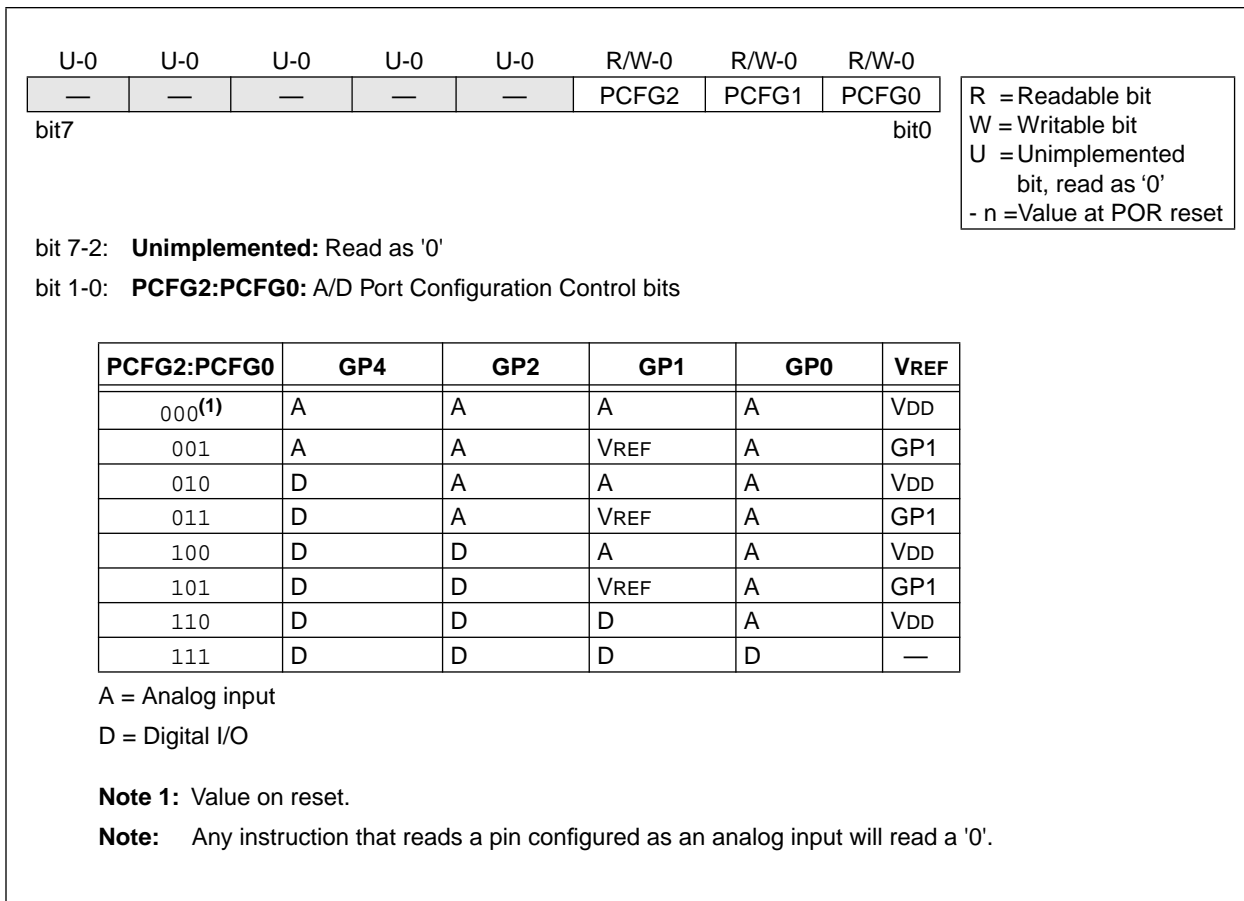 U-0 U-0 U-0 U-0 U-0 R/W-0 R/W-0 R/W-0
— — — — — PCFG2 PCFG1 PCFG0
bit7 bit0
R =Readable bit
W =Writable bit
U =Unimplemented
bit, read as ‘0’
- n =Value at POR reset
bit 7-2: Unimplemented: Read as '0'
bit 1-0: PCFG2:PCFG0: A/D Port Configuration Control bits
PCFG2:PCFG0 GP4 GP2 GP1 GP0 VREF
000(1) A A A A VDD
001 A A VREF A GP1
010 D A A A VDD
011 D A VREF A GP1
100 D D A A VDD
101 D D VREF A GP1
110 D D D A VDD
111 D D D D —
A = Analog input
D = Digital I/O
Note 1: Value on reset.
Note: Any instruction that reads a pin configured as an analog input will read a '0'.